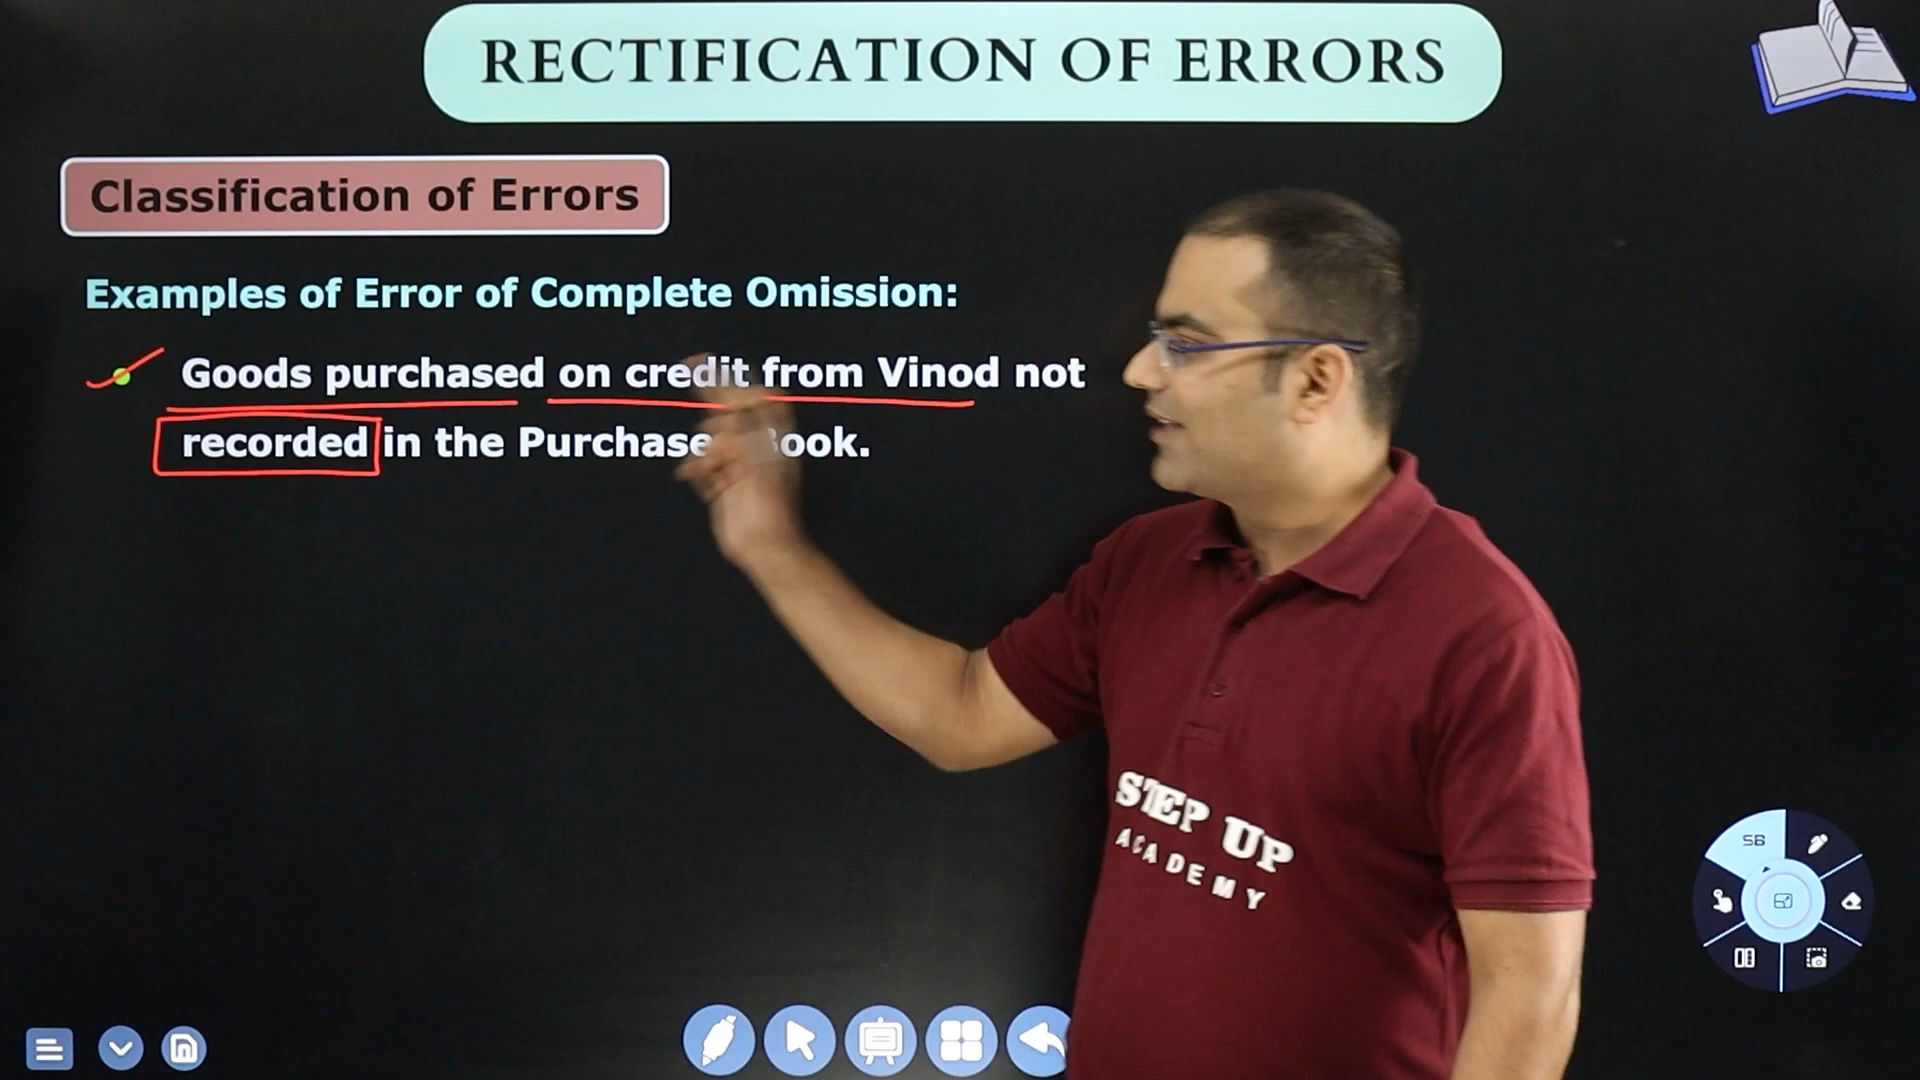 RECTIFICATION OF ERRORS
Classification of Errors
Examples of Error of Complete Omission:
Goods purchased on credit from Vinod not
recorded in the Purchase Book.
STEP UP
ACADEMY
SB